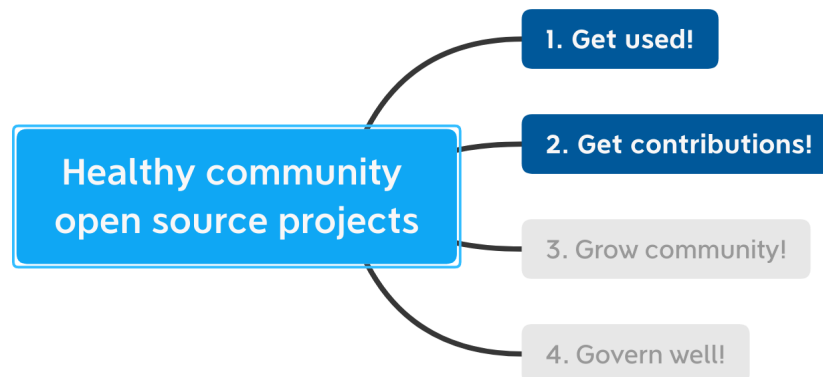 Healthy community
open source projects
1. Get used!
2. Get contributions!
3. Grow community!
4. Govern well!